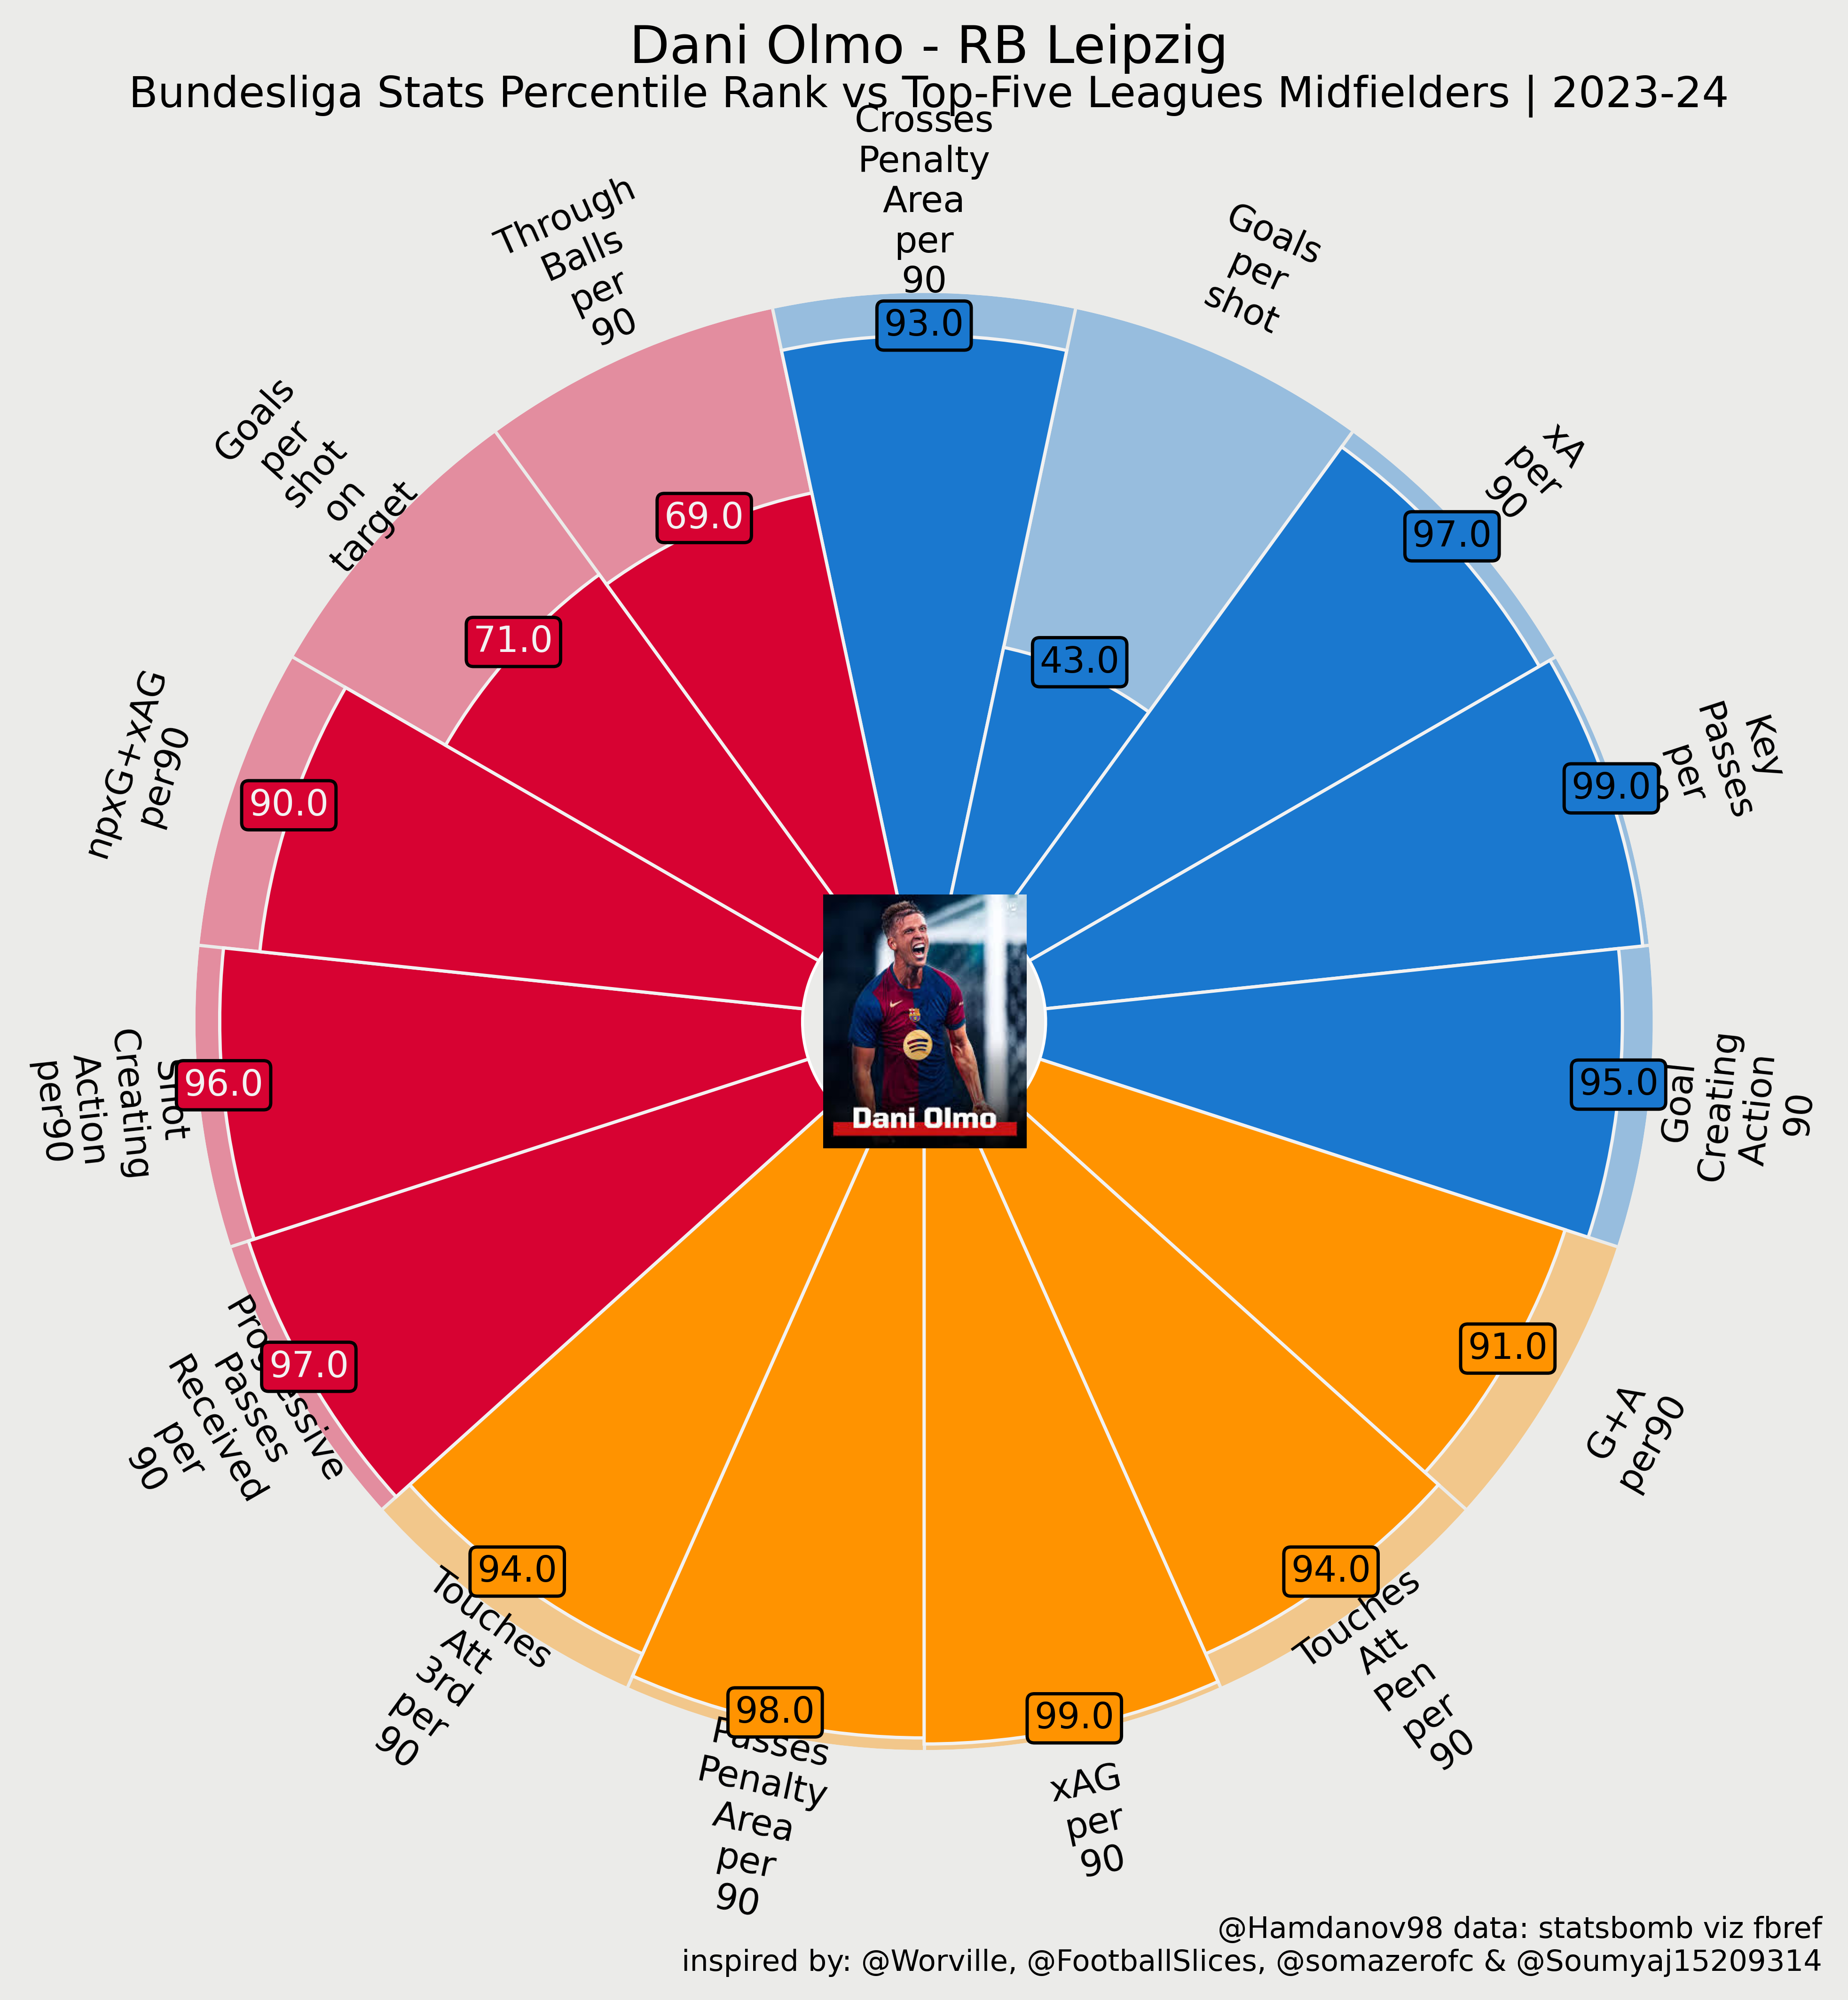 Dani Olmo - RB Leipzig
Bundesliga Stats Percentile Rank vs Top-Five Leagues Midfielders | 2023-24
Crosses
Penalty
Area
per
90
93.0
Goals
per
shot
43.0
xA
per
90
97.0
Key
Passes
per
99.0
Goal
Creating
Action
90
95.0
G+A
per90
91.0
Touches
Att
Pen
per
90
94.0
xAG
per
90
99.0
Passes
Penalty
Area
per
90
98.0
Touches
Att
3rd
per
90
94.0
Progressive
Passes
Received
per
90
97.0
Shot
Creating
Action
per90
96.0
npxG+xAG
per90
90.0
Goals
per
shot
on
target
71.0
Through
Balls
per
90
69.0
Dani Olmo
@Hamdanov98 data: statsbomb viz fbref
inspired by: @Worville, @FootballSlices, @somazerofc & @Soumyaj15209314